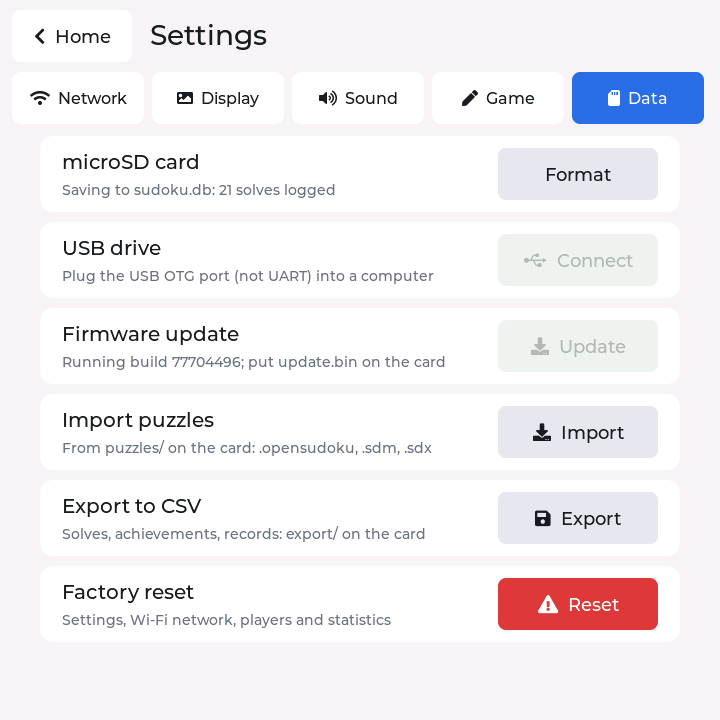 Home
Settings
Network
Display
Sound
Game
Data
microSD card
Saving to sudoku.db: 21 solves logged
Format
USB drive
Plug the USB OTG port (not UART) into a computer
Connect
Firmware update
Running build 77704496; put update.bin on the card
Update
Import puzzles
From puzzles/ on the card: .opensudoku, .sdm, .sdx
Import
Export to CSV
Solves, achievements, records: export/ on the card
Export
Factory reset
Settings, Wi-Fi network, players and statistics
Reset